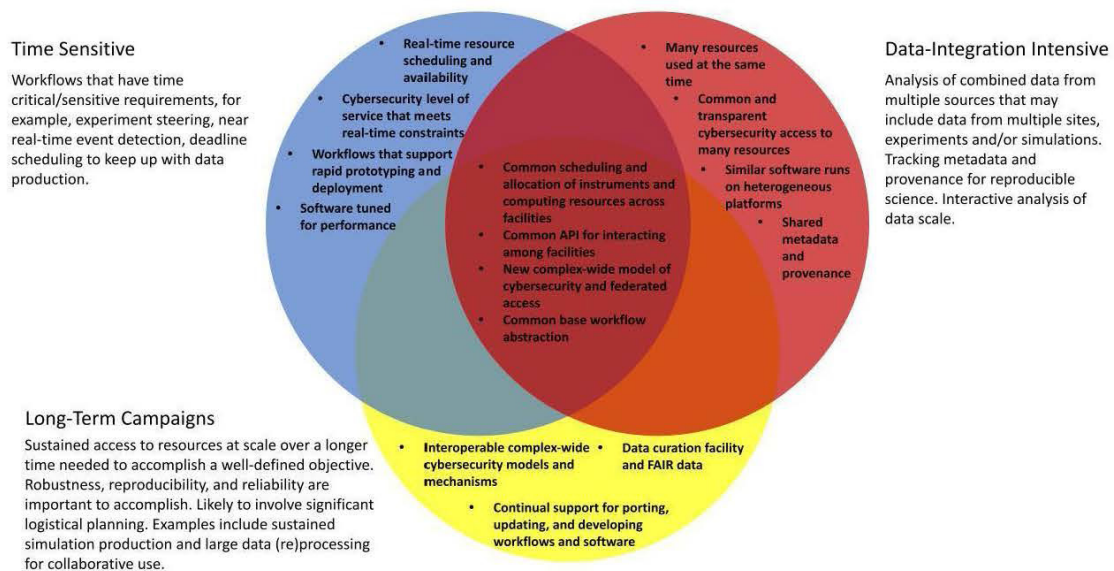 Time Sensitive
Workflows that have time
critical/sensitive requirements, for
example, experiment steering, near
real-time event detection, deadline
scheduling to keep up with data
production.
• Real-time resource
scheduling and
availability
• Cybersecurity level of
service that meets
real-time constraints
• Workflows that support
rapid prototyping and
deployment
• Software tuned
for performance
• Many resources
used at the same
time
• Common and
transparent
cybersecurity access to
many resources
• Similar software runs
on heterogeneous
platforms
• Shared
metadata
and
provenance
Data-Integration Intensive
Analysis of combined data from
multiple sources that may
include data from multiple sites,
experiments and/or simulations.
Tracking metadata and
provenance for reproducible
science. Interactive analysis of
data scale.
• Common scheduling and
allocation of instruments and
computing resources across
facilities
• Common API for interacting
among facilities
• New complex-wide model of
cybersecurity and federated
access
• Common base workflow
abstraction
Long-Term Campaigns
Sustained access to resources at scale over a longer
time needed to accomplish a well-defined objective.
Robustness, reproducibility, and reliability are
important to accomplish. Likely to involve significant
logistical planning. Examples include sustained
simulation production and large data (re)processing
for collaborative use.
• Interoperable complex-wide
cybersecurity models and
mechanisms
• Data curation facility
and FAIR data
• Continual support for porting,
updating, and developing
workflows and software